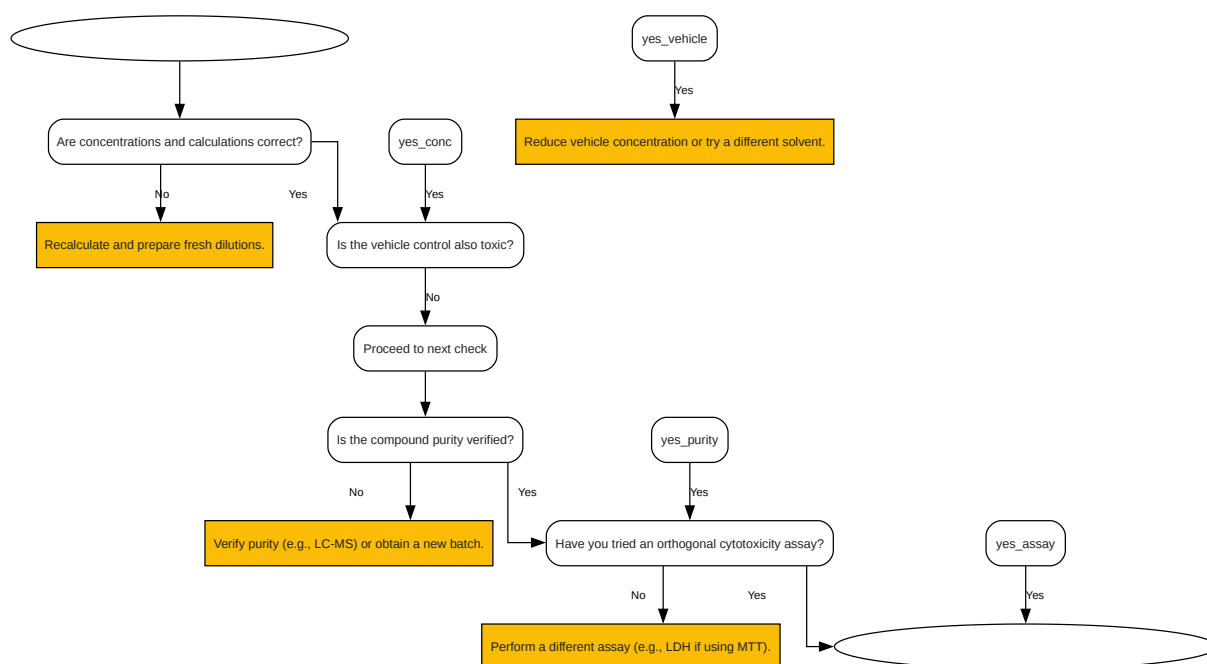 yes_vehicle
Yes
Are concentrations and calculations correct?
yes_conc
Reduce vehicle concentration or try a different solvent.
No
Yes
Yes
Recalculate and prepare fresh dilutions.
Is the vehicle control also toxic?
No
Proceed to next check
Is the compound purity verified?
yes_purity
No
Yes
Yes
Verify purity (e.g., LC-MS) or obtain a new batch.
Have you tried an orthogonal cytotoxicity assay?
yes_assay
No
Yes
Yes
Perform a different assay (e.g., LDH if using MTT).